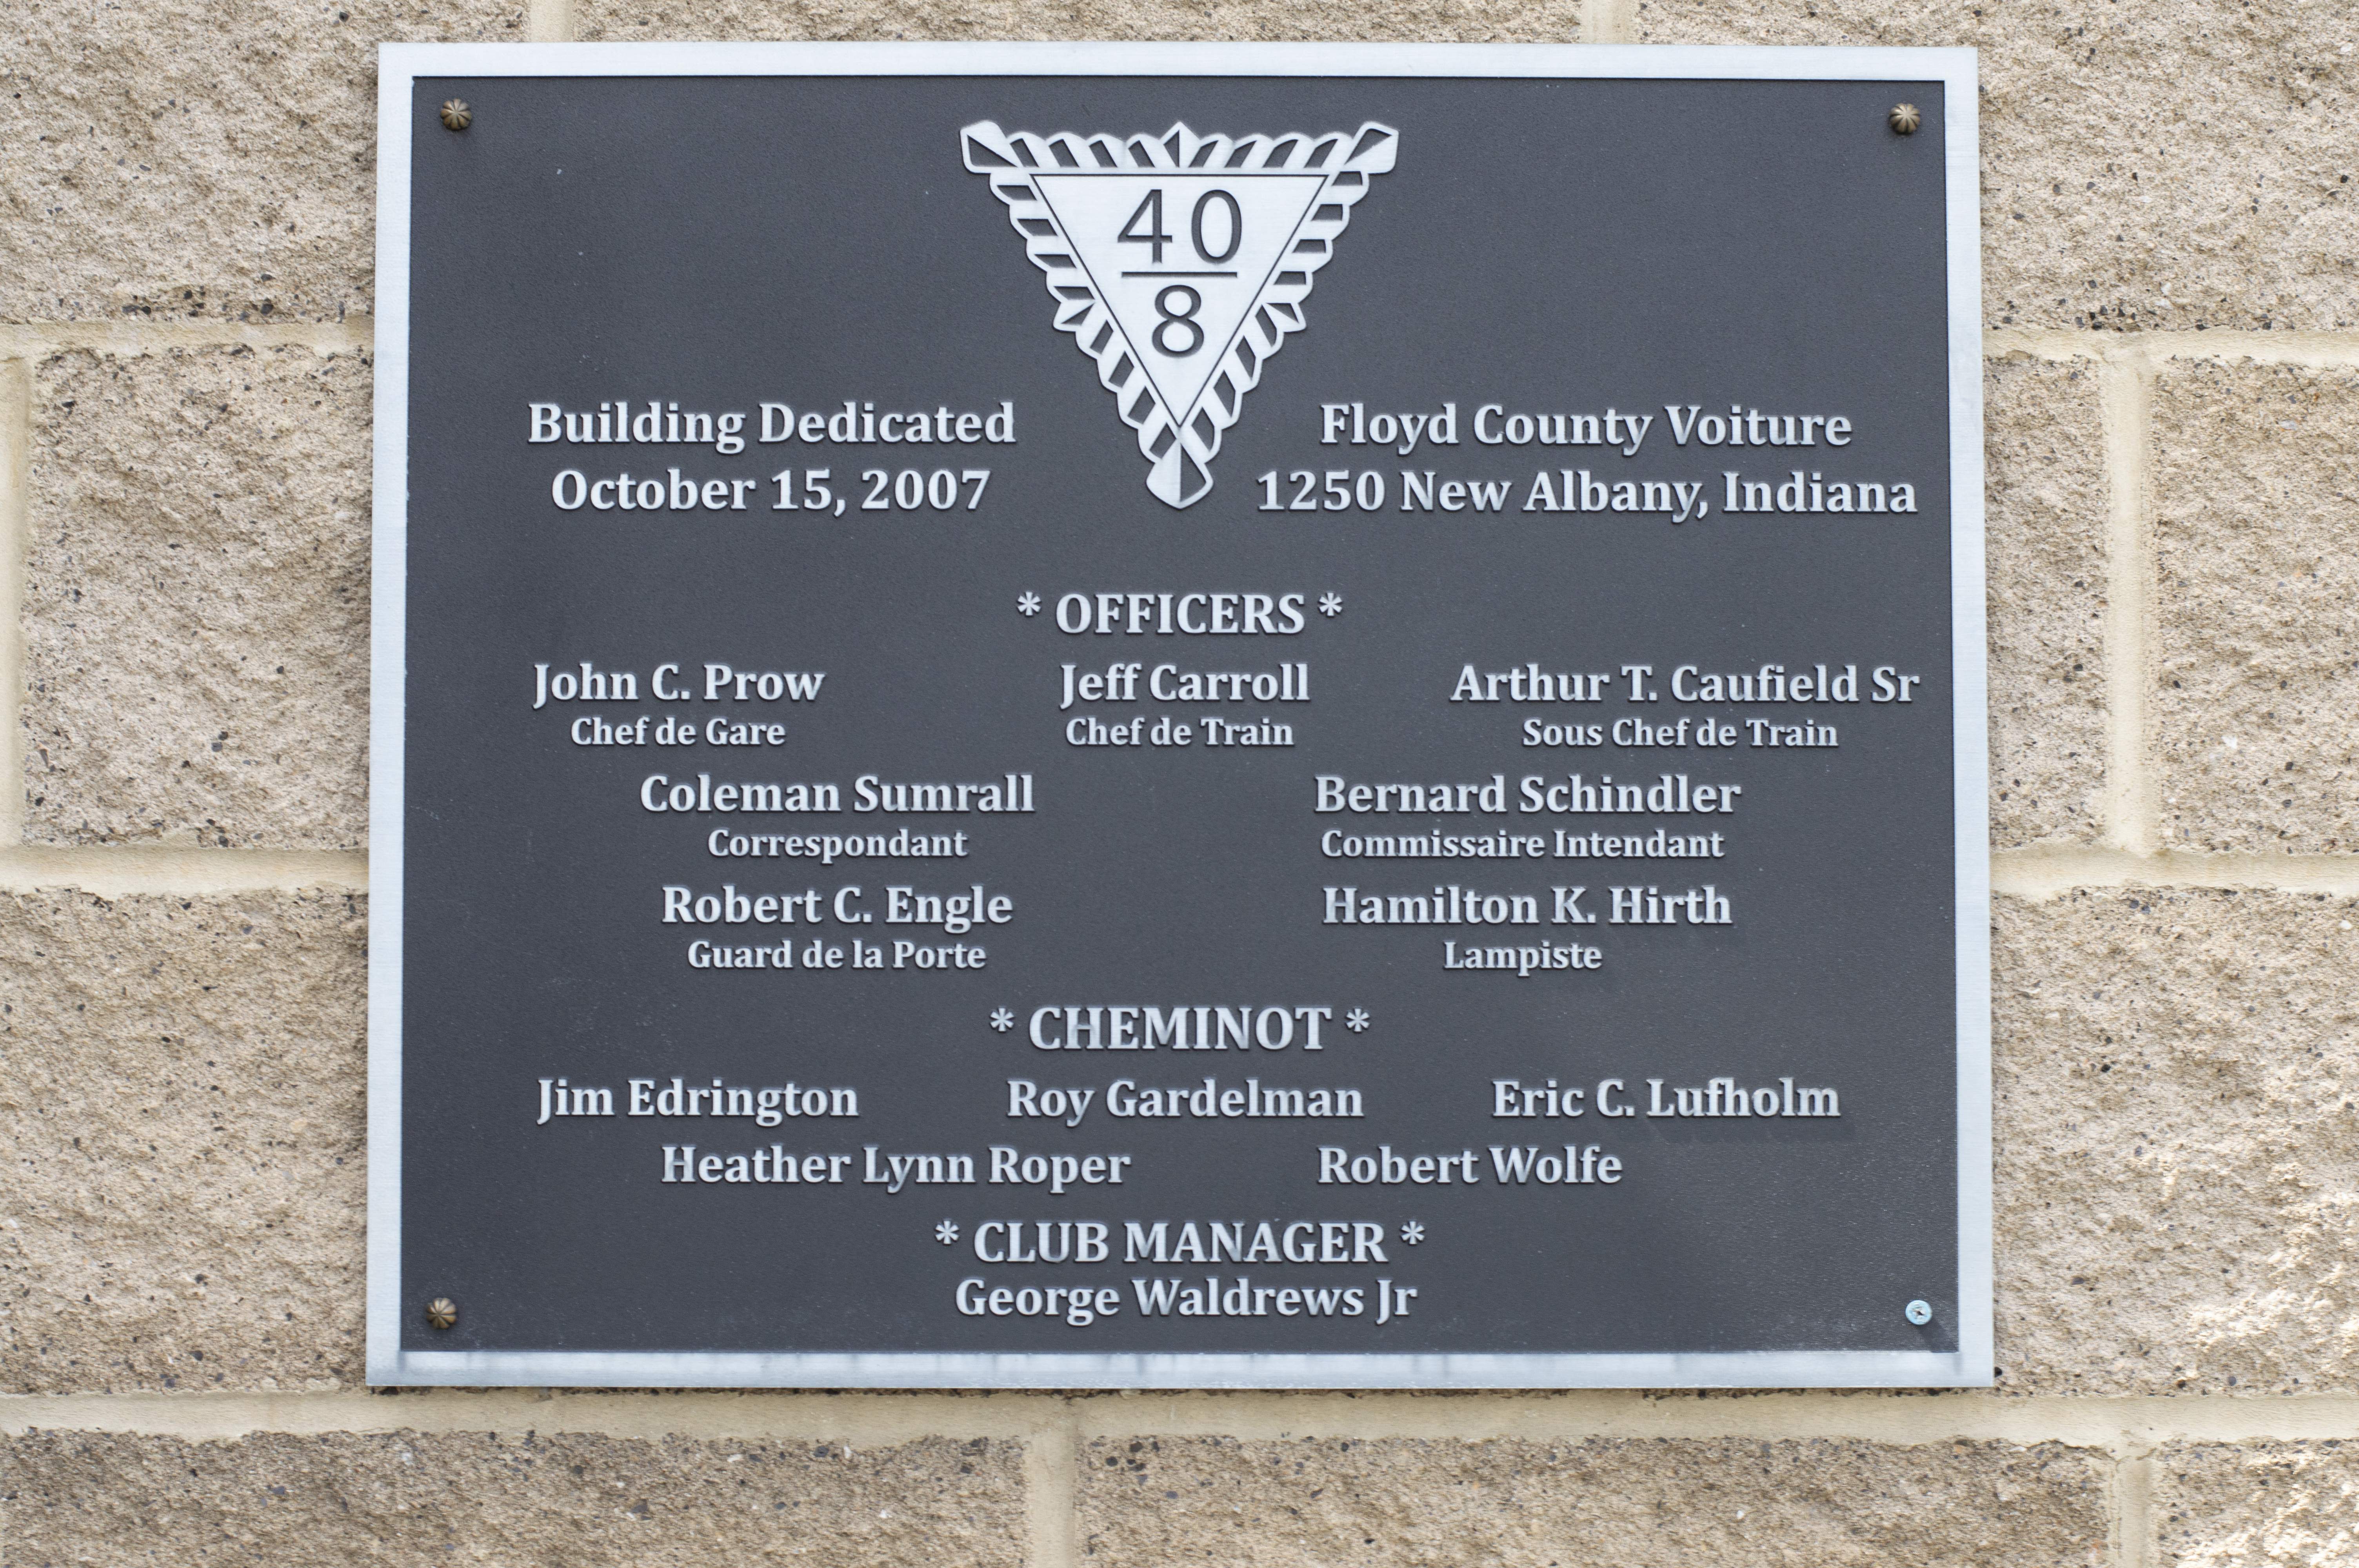 40
8
Building Dedicated
October 15, 2007
Floyd County Voiture
1250 New Albany, Indiana
* OFFICERS *
John C. Prow Jeff Carroll Arthur T. Caufield Sr
Chef de Gare Chef de Train Sous Chef de Train
Coleman Sumrall Bernard Schindler
Correspondant Commissaire Intendant
Robert C. Engle Hamilton K. Hirth
Guard de la Porte Lampiste
* CHEMINOT *
Jim Edrington Roy Gardelman Eric C. Lufholm
Heather Lynn Roper Robert Wolfe
* CLUB MANAGER *
George Waldrews Jr